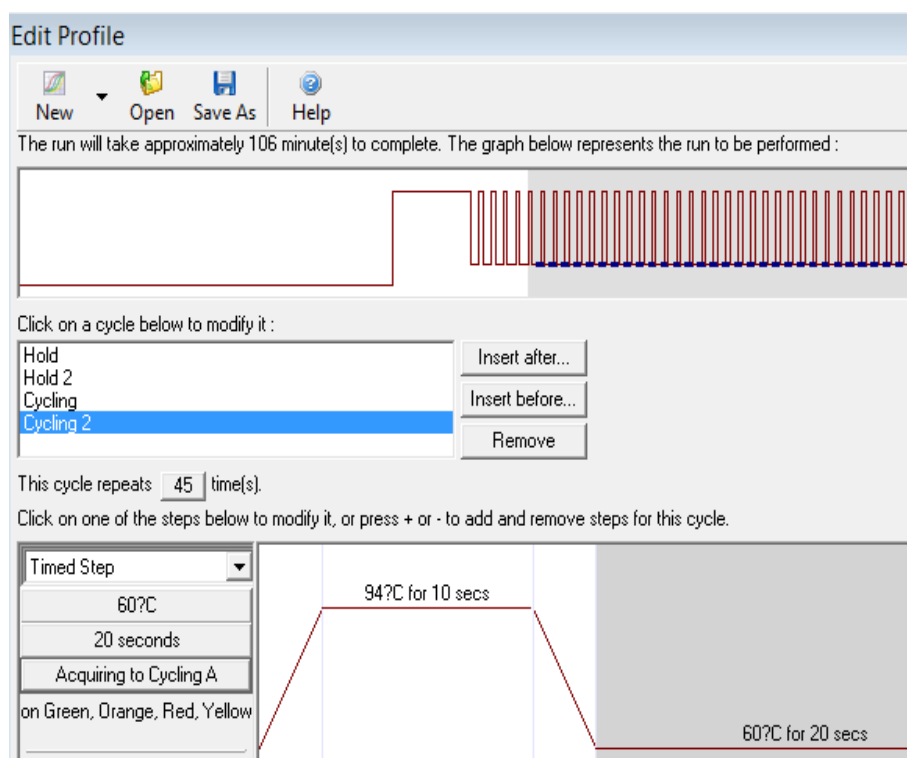 Edit Profile
New Open Save As Help
The run will take approximately 106 minute(s) to complete. The graph below represents the run to be performed :
Click on a cycle below to modify it :
Hold
Hold 2
Cycling
Cycling 2
Insert after...
Insert before...
Remove
This cycle repeats 45 time(s).
Click on one of the steps below to modify it, or press + or - to add and remove steps for this cycle.
Timed Step
60?C
20 seconds
Acquiring to Cycling A
on Green, Orange, Red, Yellow
94?C for 10 secs
60?C for 20 secs